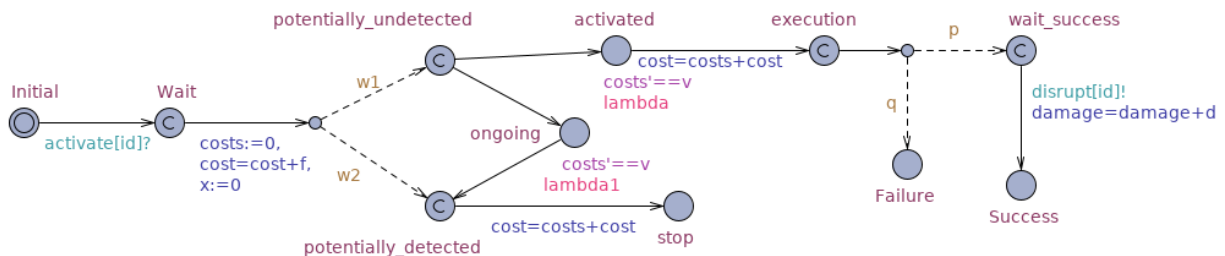 potentially_undetected
activated
execution
wait_success
Initial
Wait
w1
cost=costs+cost
p
costs'==v
lambda
activate[id]?
costs:=0,
cost=cost+f,
x:=0
ongoing
q
disrupt[id]!
damage=damage+d
w2
costs'==v
lambda1
Failure
Success
cost=costs+cost
stop
potentially_detected
C
C
C
C
C